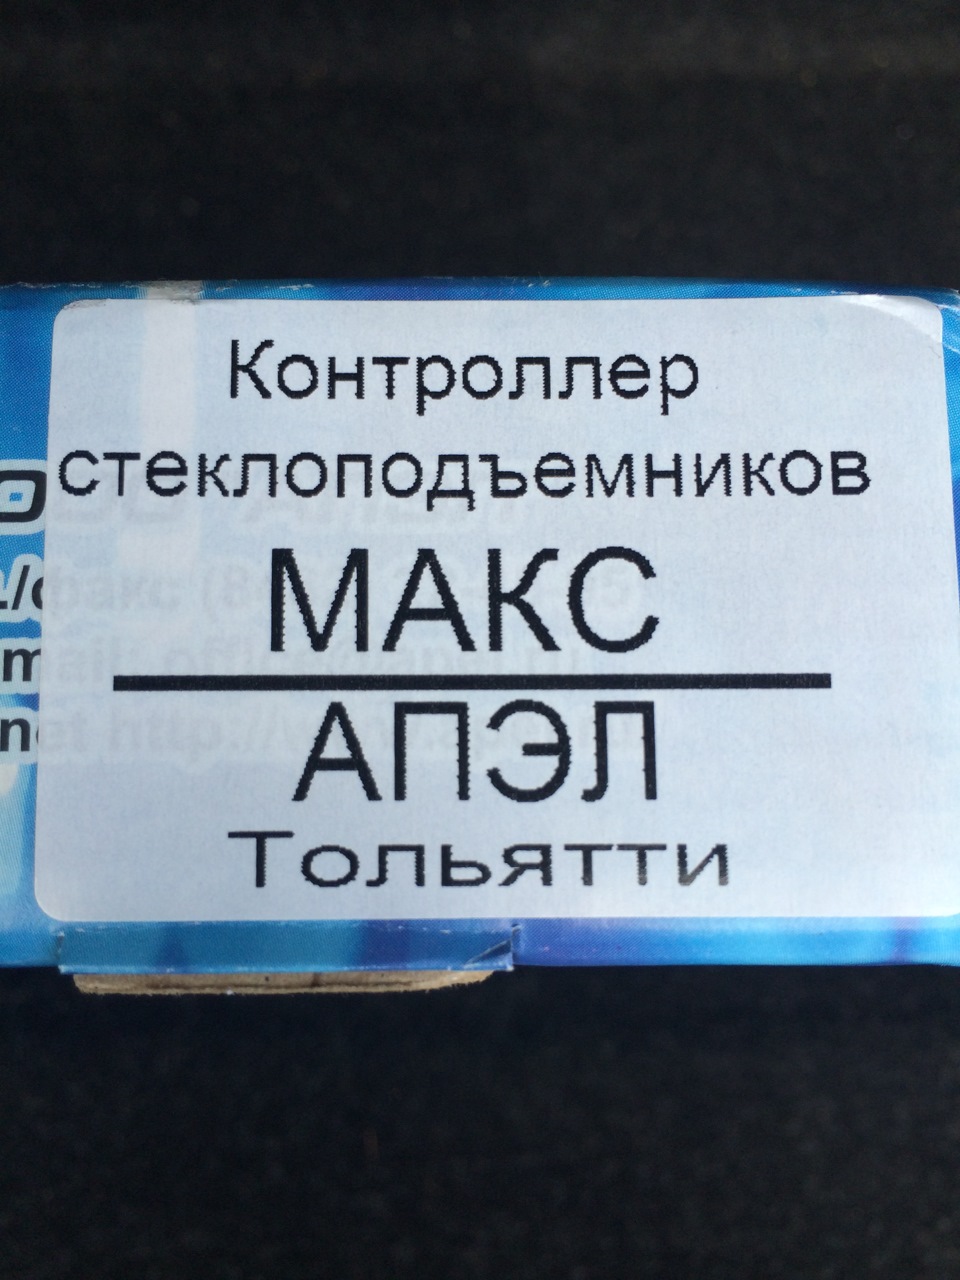 Контроллер
стеклоподъемников
МАКС
АПЭЛ
Тольятти